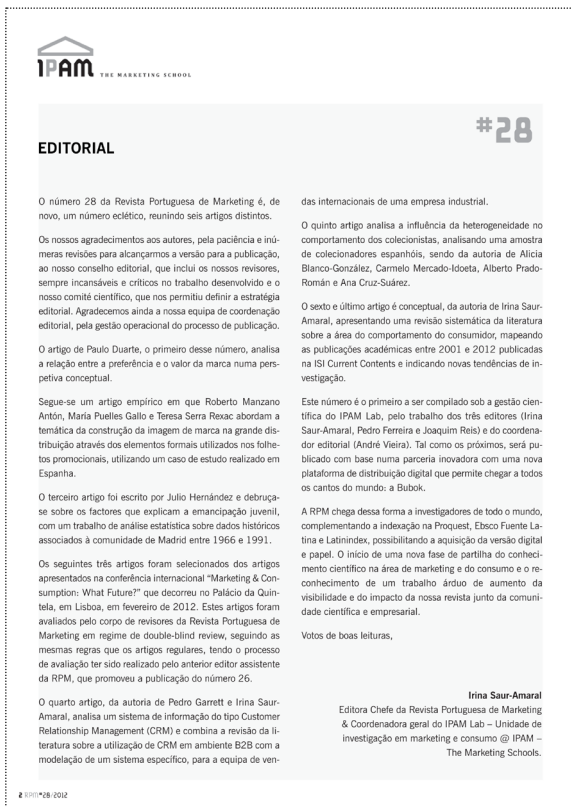 IPAM THE MARKETING SCHOOL
#28
EDITORIAL
O número 28 da Revista Portuguesa de Marketing é, de
novo, um número eclético, reunindo seis artigos distintos.
Os nossos agradecimentos aos autores, pela paciência e inú-
meras revisões para alcançarmos a versão para a publicação,
ao nosso conselho editorial, que inclui os nossos revisores,
sempre incansáveis e críticos no trabalho desenvolvido e o
nosso comité científico, que nos permitiu definir a estratégia
editorial. Agradecemos ainda a nossa equipa de coordenação
editorial, pela gestão operacional do processo de publicação.
O artigo de Paulo Duarte, o primeiro desse número, analisa
a relação entre a preferência e o valor da marca numa pers-
petiva conceptual.
Segue-se um artigo empírico em que Roberto Manzano
Antón, María Puelles Gallo e Teresa Serra Rexac abordam a
temática da construção da imagem de marca na grande dis-
tribuição através dos elementos formais utilizados nos folhe-
tos promocionais, utilizando um caso de estudo realizado em
Espanha.
O terceiro artigo foi escrito por Julio Hernández e debruça-
se sobre os factores que explicam a emancipação juvenil,
com um trabalho de análise estatística sobre dados históricos
associados à comunidade de Madrid entre 1966 e 1991.
Os seguintes três artigos foram selecionados dos artigos
apresentados na conferência internacional “Marketing & Con-
sumption: What Future?” que decorreu no Palácio da Quin-
tela, em Lisboa, em fevereiro de 2012. Estes artigos foram
avaliados pelo corpo de revisores da Revista Portuguesa de
Marketing em regime de double-blind review, seguindo as
mesmas regras que os artigos regulares, tendo o processo
de avaliação ter sido realizado pelo anterior editor assistente
da RPM, que promoveu a publicação do número 26.
O quarto artigo, da autoria de Pedro Garrett e Irina Saur-
Amaral, analisa um sistema de informação do tipo Customer
Relationship Management (CRM) e combina a revisão da li-
teratura sobre a utilização de CRM em ambiente B2B com a
modelação de um sistema específico, para a equipa de ven-
das internacionais de uma empresa industrial.
O quinto artigo analisa a influência da heterogeneidade no
comportamento dos colecionistas, analisando uma amostra
de colecionadores espanhóis, sendo da autoria de Alicia
Blanco-González, Carmelo Mercado-Idoeta, Alberto Prado-
Román e Ana Cruz-Suárez.
O sexto e último artigo é conceptual, da autoria de Irina Saur-
Amaral, apresentando uma revisão sistemática da literatura
sobre a área do comportamento do consumidor, mapeando
as publicações académicas entre 2001 e 2012 publicadas
na ISI Current Contents e indicando novas tendências de in-
vestigação.
Este número é o primeiro a ser compilado sob a gestão cien-
tífica do IPAM Lab, pelo trabalho dos três editores (Irina
Saur-Amaral, Pedro Ferreira e Joaquim Reis) e do coordena-
dor editorial (André Vieira). Tal como os próximos, será pu-
blicado com base numa parceria inovadora com uma nova
plataforma de distribuição digital que permite chegar a todos
os cantos do mundo: a Bubok.
A RPM chega dessa forma a investigadores de todo o mundo,
complementando a indexação na Proquest, Ebsco Fuente La-
tina e Latinindex, possibilitando a aquisição da versão digital
e papel. O início de uma nova fase de partilha do conheci-
mento científico na área de marketing e do consumo e o re-
conhecimento de um trabalho árduo de aumento da
visibilidade e do impacto da nossa revista junto da comuni-
dade científica e empresarial.
Votos de boas leituras,
Irina Saur-Amaral
Editora Chefe da Revista Portuguesa de Marketing
& Coordenadora geral do IPAM Lab – Unidade de
investigação em marketing e consumo @ IPAM –
The Marketing Schools.
2 RPM#28/2012